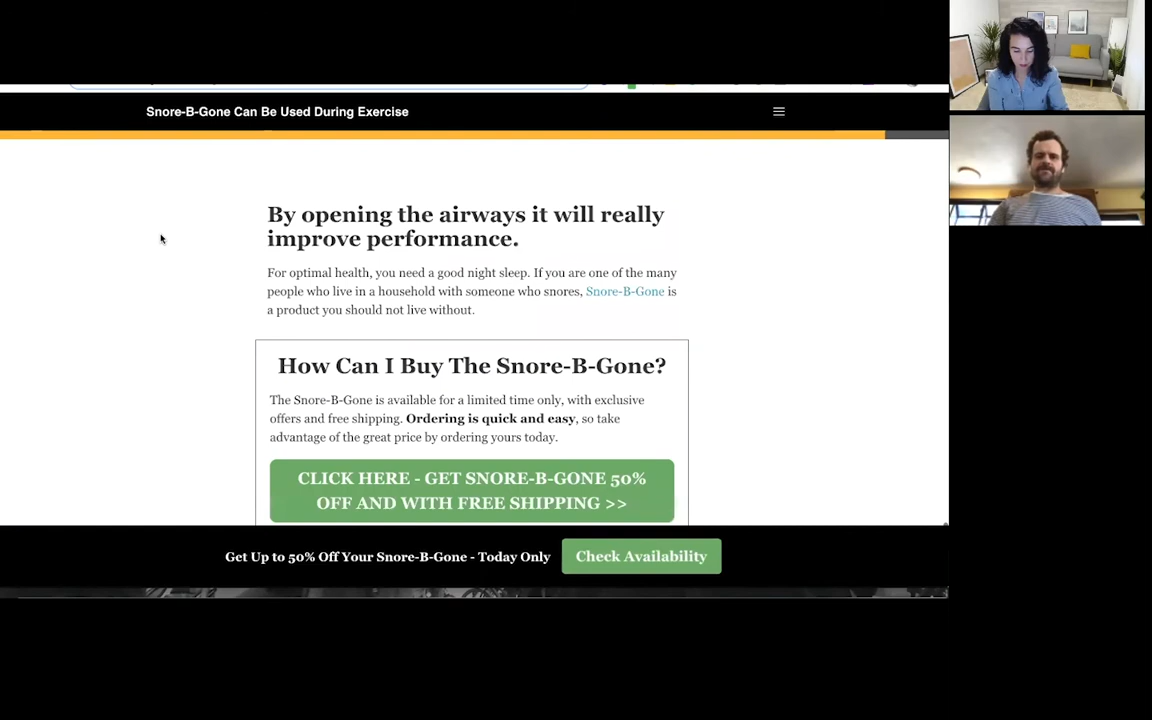 Snore-B-Gone Can Be Used During Exercise
By opening the airways it will really
improve performance.
For optimal health, you need a good night sleep. If you are one of the many
people who live in a household with someone who snores, Snore-B-Gone is
a product you should not live without.
How Can I Buy The Snore-B-Gone?
The Snore-B-Gone is available for a limited time only, with exclusive
offers and free shipping. Ordering is quick and easy, so take
advantage of the great price by ordering yours today.
CLICK HERE - GET SNORE-B-GONE 50%
OFF AND WITH FREE SHIPPING >>
Get Up to 50% Off Your Snore-B-Gone - Today Only
Check Availability